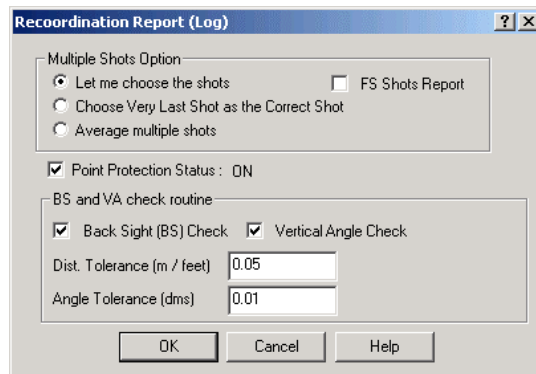 Recoordination Report (Log)
Multiple Shots Option
Let me choose the shots
FS Shots Report
Choose Very Last Shot as the Correct Shot
Average multiple shots
Point Protection Status : ON
BS and VA check routine
Back Sight (BS) Check
Vertical Angle Check
Dist. Tolerance (m / feet)
0.05
Angle Tolerance (dms)
0.01
OK
Cancel
Help